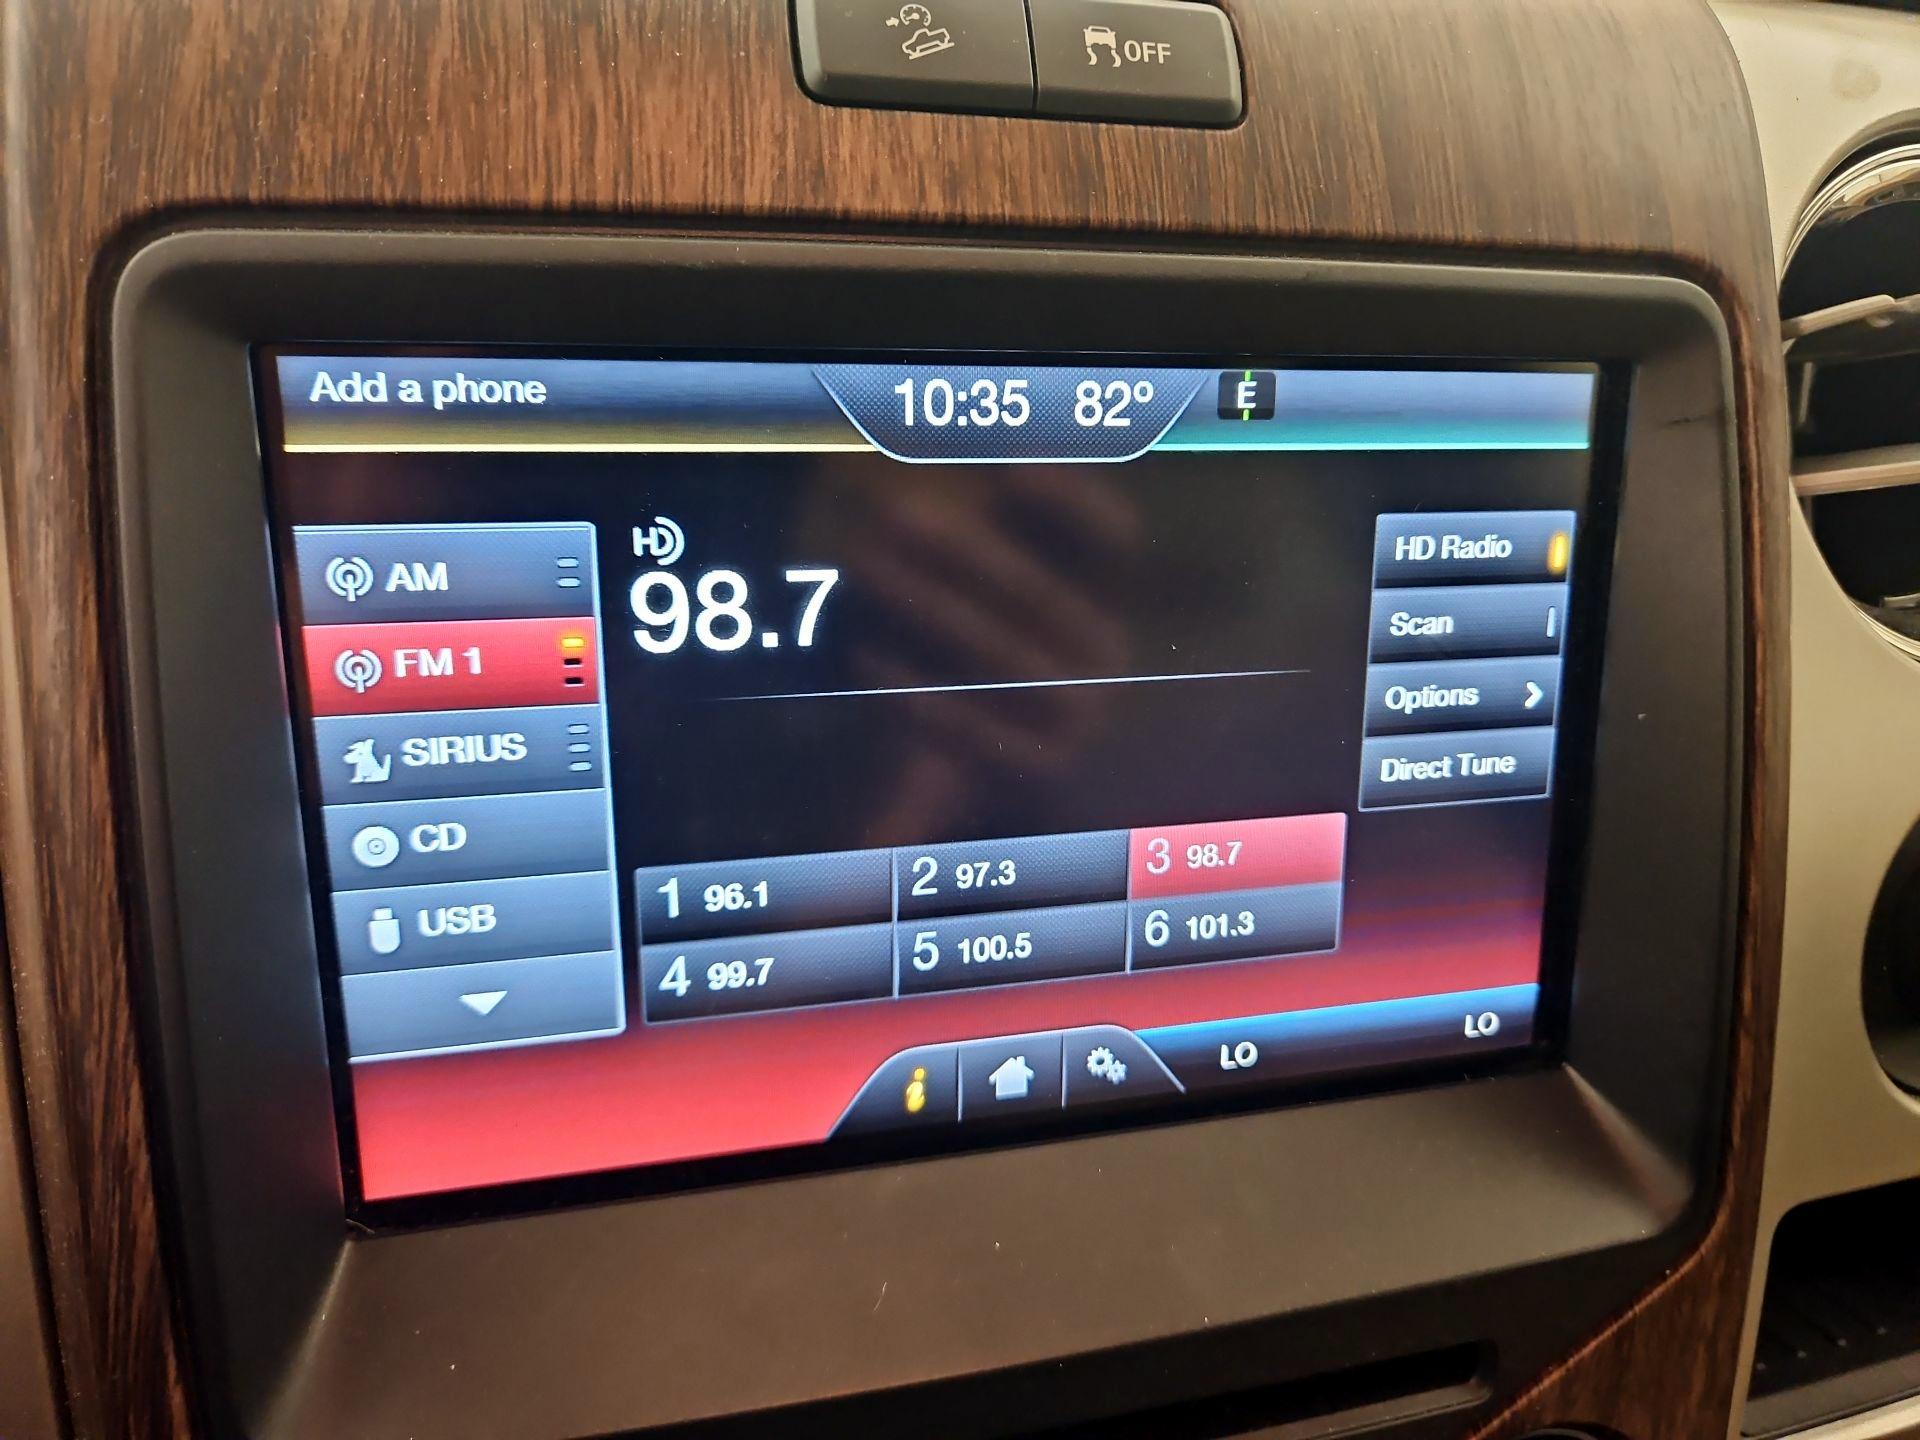 OFF
Add a phone
10:35 82º
E
AM
FM 1
SIRIUS
CD
USB
HD
98.7
HD Radio
Scan
Options
Direct Tune
1 96.1
2 97.3
3 98.7
4 99.7
5 100.5
6 101.3
i
LO
LO